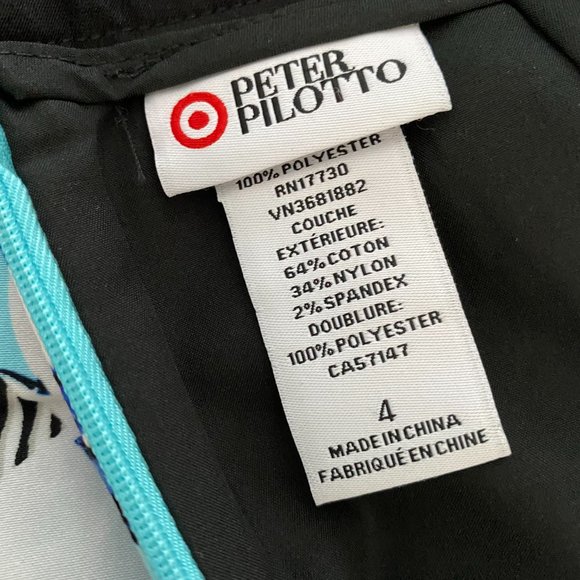 PETER
PILOTTO
100% POLYESTER
RN17730
VN3681882
COUCHE
EXTÉRIEURE:
64% COTON
34% NYLON
2% SPANDEX
DOUBLURE:
100% POLYESTER
CA57147
4
MADE IN CHINA
FABRIQUÉ EN CHINE